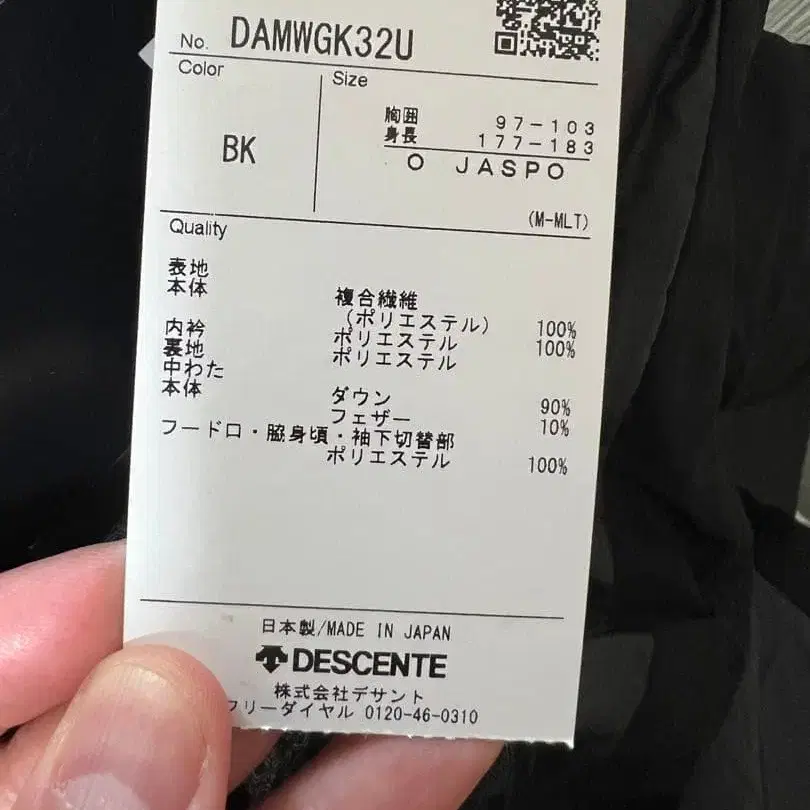 No. DAMWGK32U
Color
Size
BK
胸囲 97-103
身長 177-183
O JASPO
(M-MLT)
Quality
表地
本体
複合繊維
(ポリエステル) 100%
内衿 ポリエステル 100%
裏地 ポリエステル
中わた
本体 ダウン 90%
フェザー 10%
フードロ・脇身頃・袖下切替部
ポリエステル 100%
日本製/MADE IN JAPAN
DESCENTE
株式会社デサント
フリーダイヤル 0120-46-0310